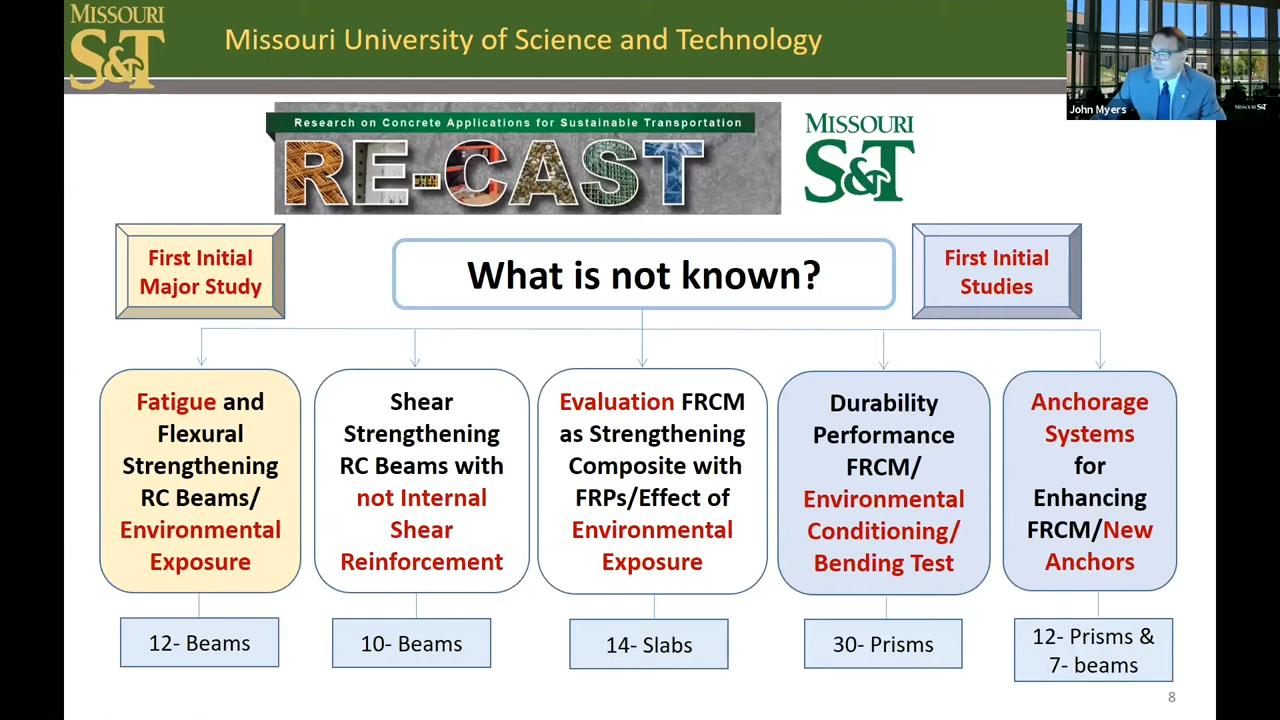 MISSOURI
S&T
Missouri University of Science and Technology
John Myers
MISSOURI S&T
Research on Concrete Applications for Sustainable Transportation
RE-CAST
MISSOURI
S&T
First Initial
Major Study
What is not known?
First Initial
Studies
Fatigue and
Flexural
Strengthening
RC Beams/
Environmental
Exposure
Shear
Strengthening
RC Beams with
not Internal
Shear
Reinforcement
Evaluation FRCM
as Strengthening
Composite with
FRPs/Effect of
Environmental
Exposure
Durability
Performance
FRCM/
Environmental
Conditioning/
Bending Test
Anchorage
Systems
for
Enhancing
FRCM/New
Anchors
12- Beams
10- Beams
14- Slabs
30- Prisms
12- Prisms &
7- beams
8